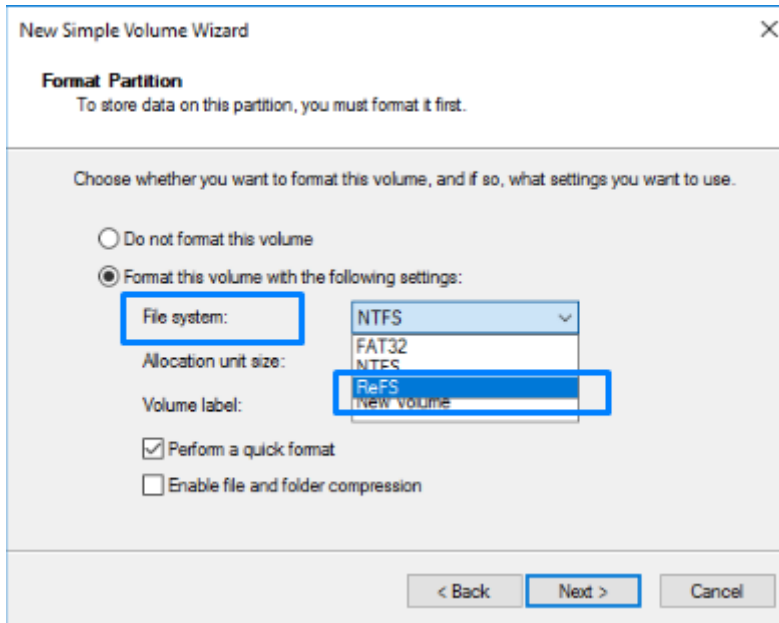 New Simple Volume Wizard
Format Partition
To store data on this partition, you must format it first.
Choose whether you want to format this volume, and if so, what settings you want to use.
Do not format this volume
Format this volume with the following settings:
File system: NTFS
FAT32
Allocation unit size: NTFS
ReFS
Volume label: New Volume
Perform a quick format
Enable file and folder compression
< Back Next > Cancel